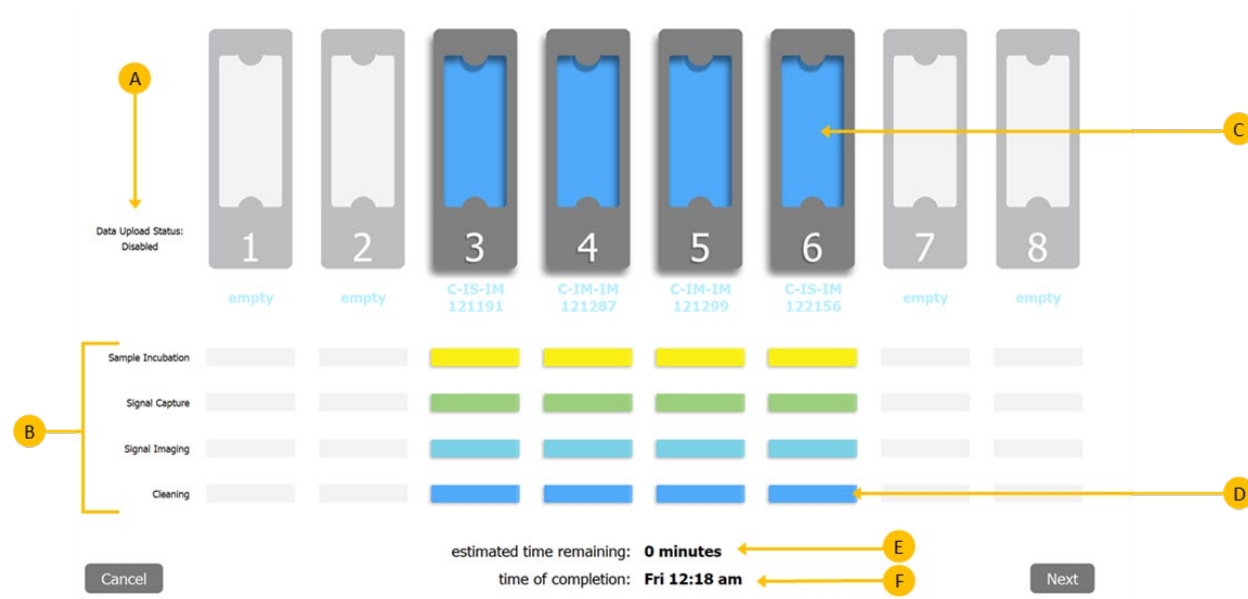 A
C
Data Upload Status:
Disabled
1
2
3
4
5
6
7
8
empty
empty
C-IS-IM
121191
C-IM-IM
121287
C-IM-IM
121299
C-IS-IM
122156
empty
empty
B
Sample Incubation
Signal Capture
Signal Imaging
Cleaning
D
estimated time remaining: 0 minutes
E
time of completion: Fri 12:18 am
F
Cancel
Next